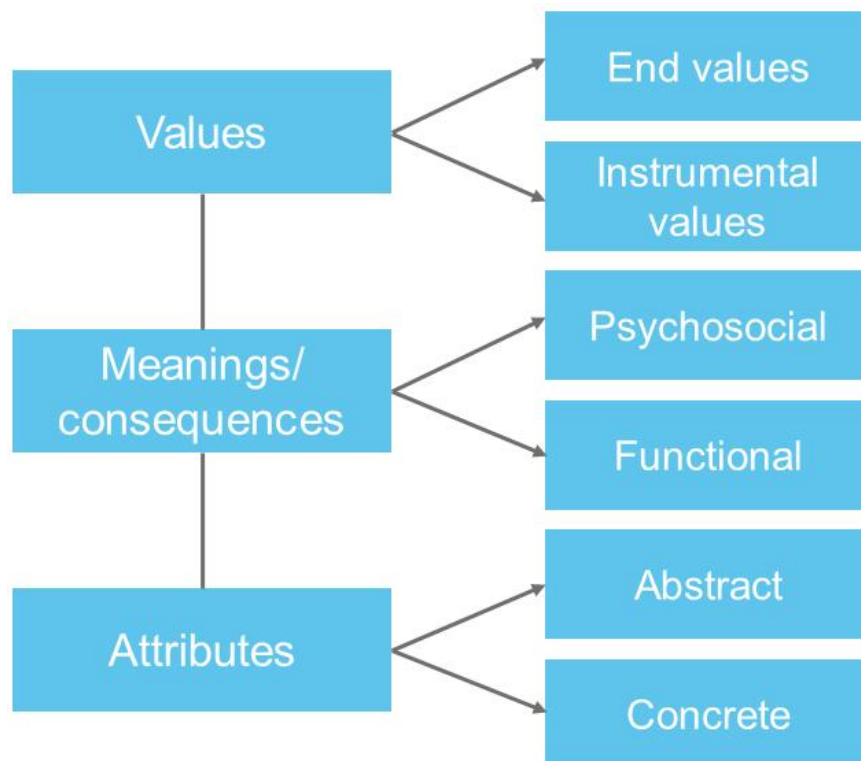 Values
End values
Instrumental
values
Meanings/
consequences
Psychosocial
Functional
Attributes
Abstract
Concrete